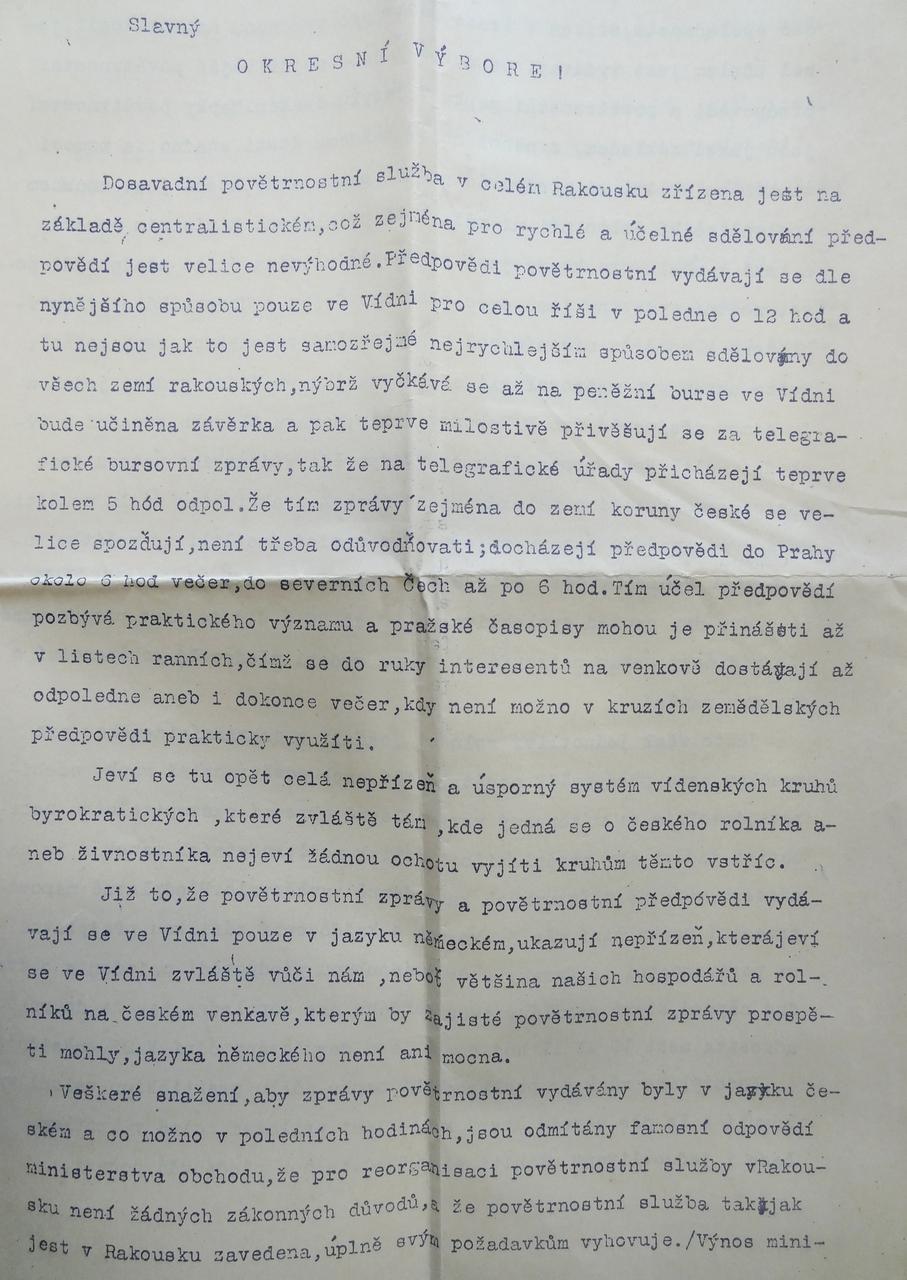 Slavný
OKRESNÍ VÝBORE!
Dosavadní povětrnostní služba v celém Rakousku zřízena jest na
základě centralistickém,což zejména pro rychlé a účelné sdělování před-
povědí jest velice nevýhodné.Předpovědi povětrnostní vydávají se dle
nynějšího spůsobu pouze ve Vídni pro celou říši v poledne o 12 hod a
tu nejsou jak to jest samozřejmé nejrychlejším spůsobem sdělovány do
všech zemí rakouských,nýbrž vyčkává se až na peněžní burse ve Vídni
bude učiněna závěrka a pak teprve milostivě přivěšují se za telegra-
fické bursovní zprávy,tak že na telegrafické úřady přicházejí teprve
kolem 5 hód odpol.Že tím zprávy zejména do zemí koruny české se ve-
lice spozďují,není třeba odůvodňovati;docházejí předpovědi do Prahy
okolo 6 hod večer,do severních Čech až po 6 hod.Tím účel předpovědí
pozbývá praktického významu a pražské časopisy mohou je přinášeti až
v listech ranních,čímž se do ruky interesentů na venkově dostávají až
odpoledne aneb i dokonce večer,kdy není možno v kruzích zemědělských
předpovědi prakticky využíti.
Jeví se tu opět celá nepřízeň a úsporný systém vídenských kruhů
byrokratických ,které zvláště tám ,kde jedná se o českého rolníka a-
neb živnostníka nejeví žádnou ochotu vyjíti kruhům těmto vstříc.
Již to,že povětrnostní zprávy a povětrnostní předpóvědi vydá-
vají se ve Vídni pouze v jazyku německém,ukazují nepřízeň,kterájeví
se ve Vídni zvláště vůči nám ,neboť většina našich hospodářů a rol-
níků na českém venkavě,kterým by zajisté povětrnostní zprávy prospě-
ti mohly,jazyka německého není ani mocna.
Veškeré snažení,aby zprávy povětrnostní vydávány byly v jazyku če-
ském a co možno v poledních hodinách,jsou odmítány famosní odpovědí
ministerstva obchodu,že pro reorganisaci povětrnostní služby vRakou-
sku není žádných zákonných důvodů,a že povětrnostní služba tak jak
jest v Rakousku zavedena,úplně svým požadavkům vyhovuje./Výnos mini-